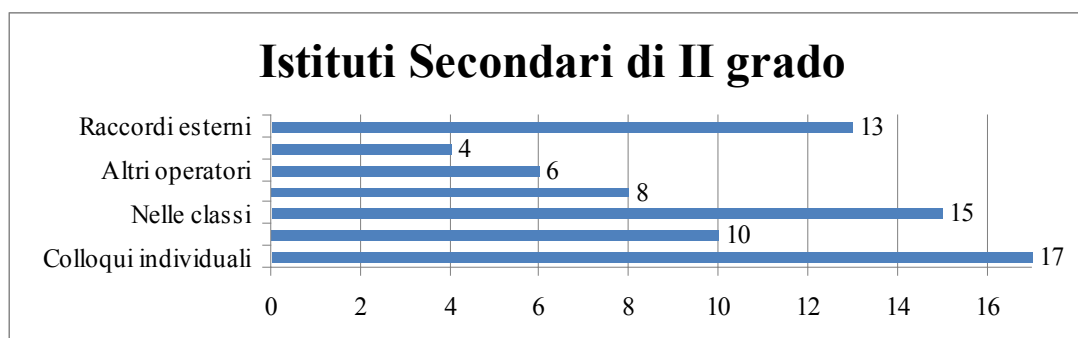 Istituti Secondari di II grado
Raccordi esterni
13
4
Altri operatori
6
8
Nelle classi
15
10
Colloqui individuali
17
0 2 4 6 8 10 12 14 16